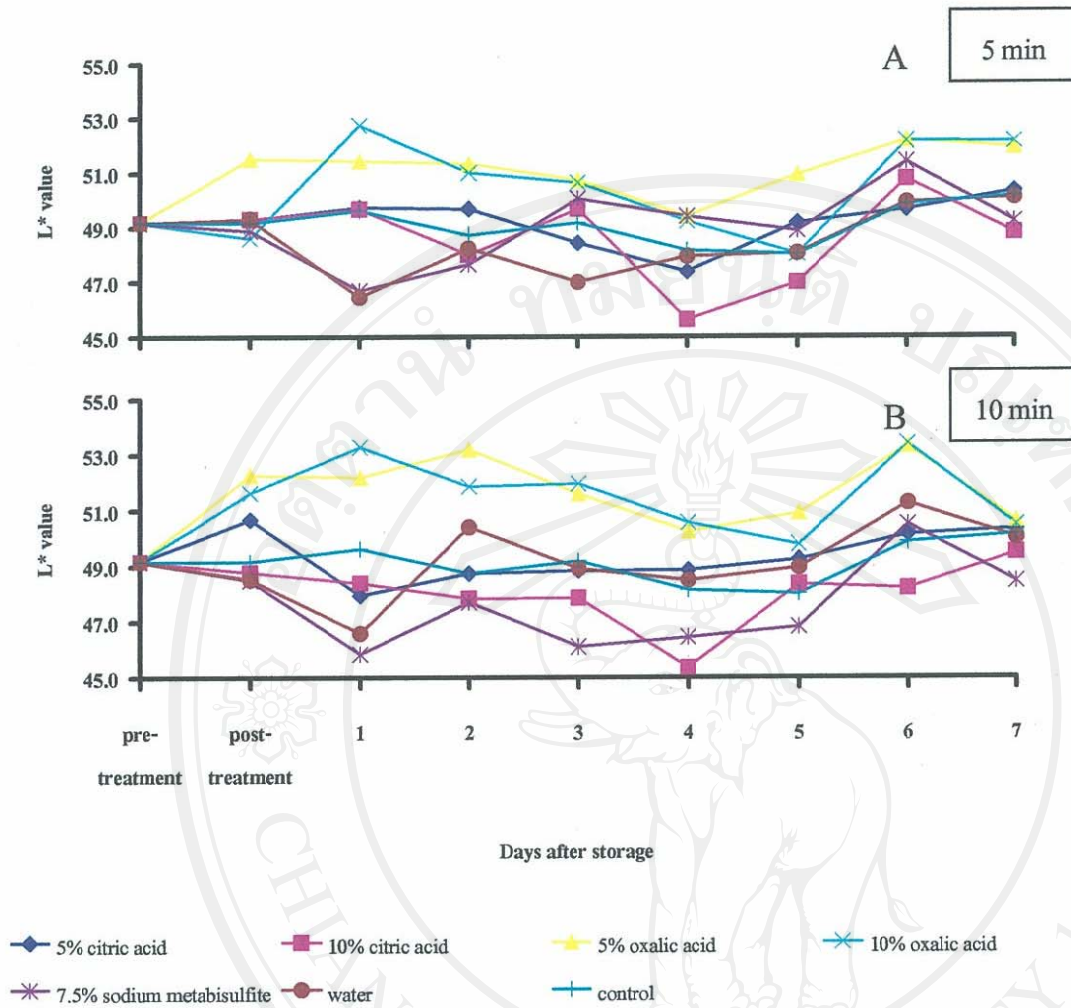 A
5 min
55.0
53.0
51.0
49.0
47.0
45.0
L* value
B
10 min
55.0
53.0
51.0
49.0
47.0
45.0
L* value
pre-
treatment
post-
treatment
1
2
3
4
5
6
7
Days after storage
5% citric acid
10% citric acid
5% oxalic acid
10% oxalic acid
7.5% sodium metabisulfite
water
control